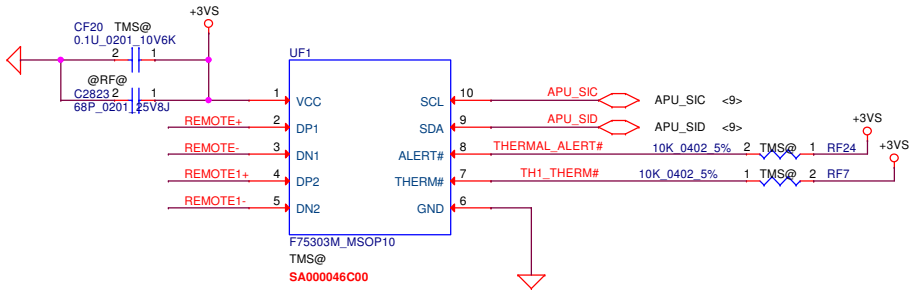 +3VS
CF20 TMS@
0.1U_0201_10V6K
2 1
@RF@
C2823 2 1
68P_0201_25V8J
UF1
1 VCC
REMOTE+ 2 DP1
REMOTE- 3 DN1
REMOTE1+ 4 DP2
REMOTE1- 5 DN2
SCL 10 APU_SIC APU_SIC <9>
SDA 9 APU_SID APU_SID <9>
ALERT# 8 THERMAL_ALERT# 10K_0402_5% 2 TMS@ 1 RF24 +3VS
THERM# 7 TH1_THERM# 10K_0402_5% 1 TMS@ 2 RF7 +3VS
GND 6
F75303M_MSOP10
TMS@
SA000046C00